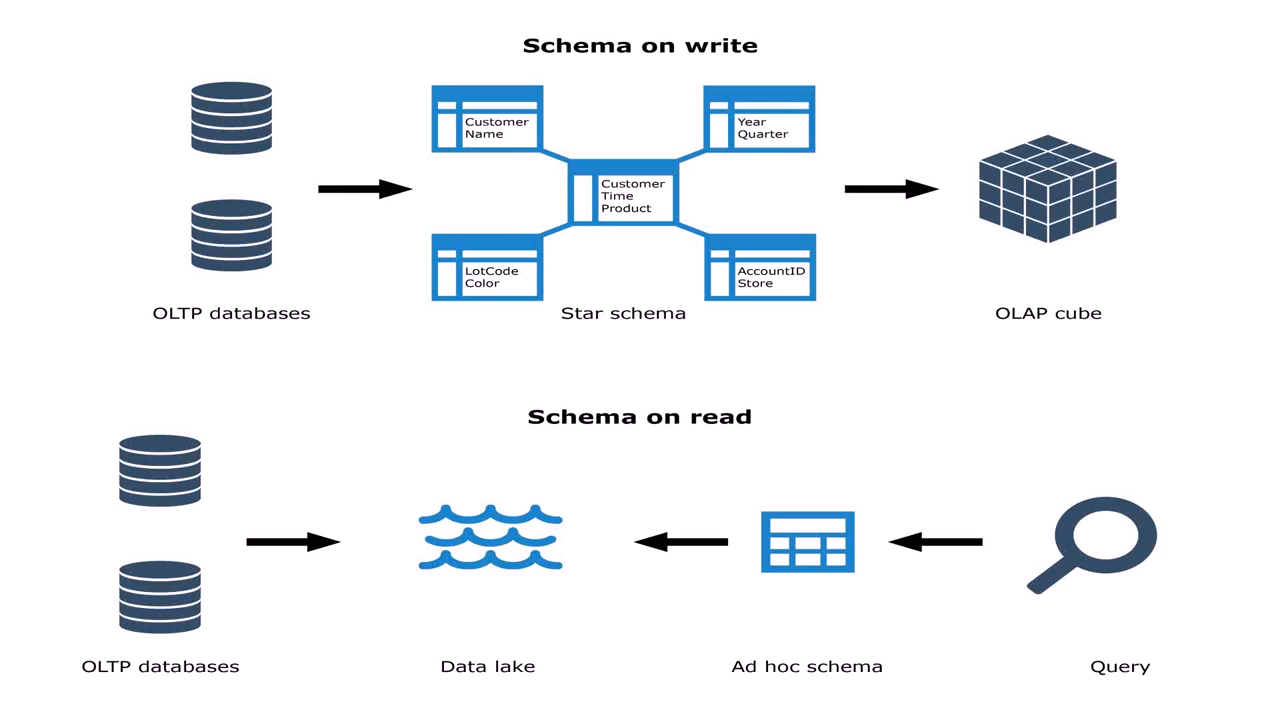 Schema on write
Customer
Name
Year
Quarter
Customer
Time
Product
LotCode
Color
AccountID
Store
OLTP databases
Star schema
OLAP cube
Schema on read
OLTP databases
Data lake
Ad hoc schema
Query